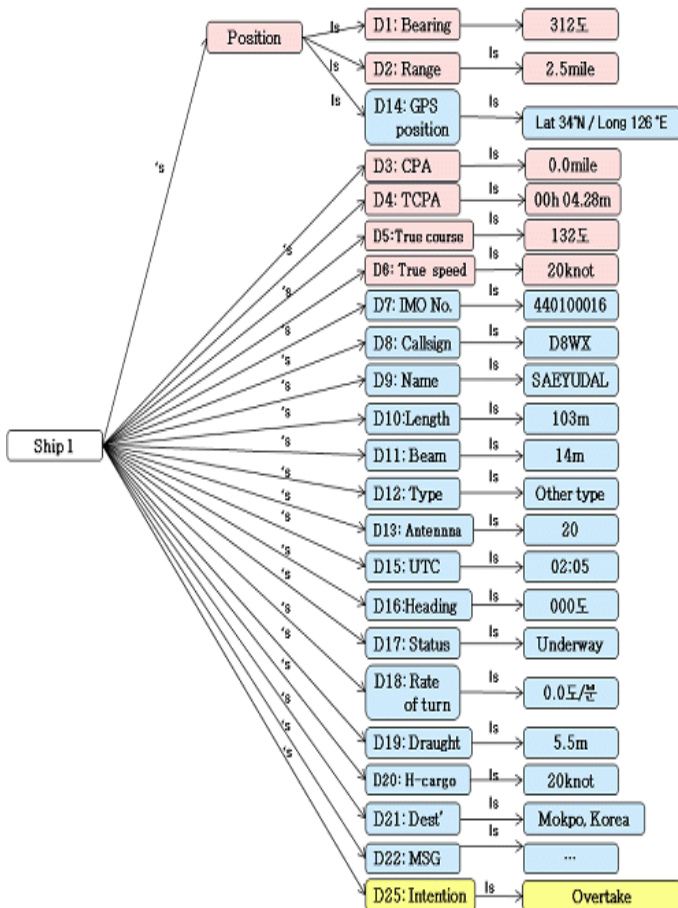 Position
Is
D1: Bearing
312도
Is
D2: Range
Is
2.5mile
Is
D14: GPS
position
Is
Lat 34°N / Long 126 °E
's
D3: CPA
Is
0.0mile
D4: TCPA
Is
00h 04.28m
's
D5:True course
Is
132도
's
D6: True speed
Is
20knot
's
D7: IMO No.
Is
440100016
's
D8: Callsign
Is
D8WX
's
D9: Name
Is
SAEYUDAL
's
D10:Length
Is
103m
Ship 1
's
D11: Beam
Is
14m
's
D12: Type
Is
Other type
's
D13: Antennna
Is
20
's
D15: UTC
Is
02:05
's
D16:Heading
Is
000도
's
D17: Status
Is
Underway
's
D18: Rate
of turn
Is
0.0도/분
's
D19: Draught
Is
5.5m
's
D20: H-cargo
Is
20knot
's
D21: Dest'
Is
Mokpo, Korea
's
D22: MSG
Is
...
D25: Intention
Is
Overtake